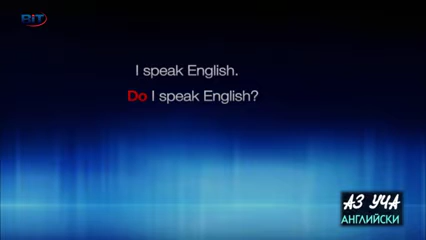 BiT
I speak English.
Do I speak English?
АЗ УЧА
АНГЛИЙСКИ